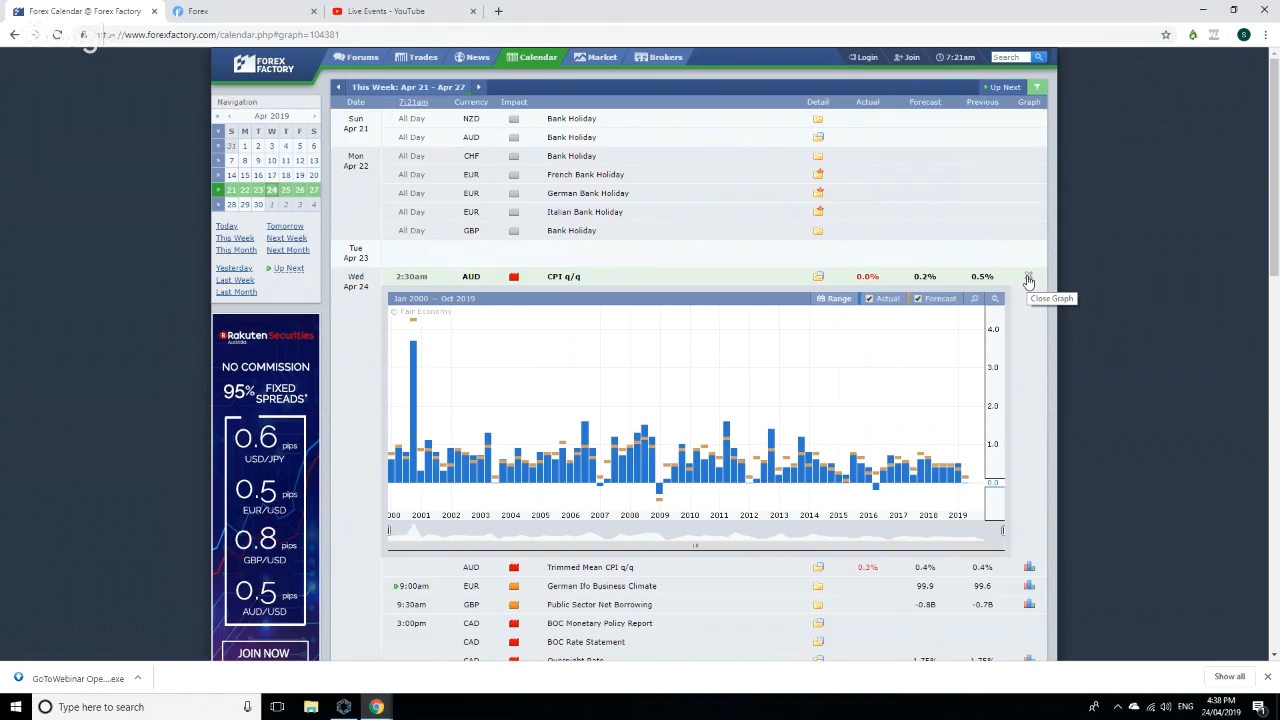 Forex Calendar @ Forex Factory
Forex
Live Events - YouTube
https://www.forexfactory.com/calendar.php#graph=104381
S
FOREX FACTORY
Forums
Trades
News
Calendar
Market
Brokers
Login
Join
7:21am
Search
Navigation
Apr 2019
S M T W T F S
31 1 2 3 4 5 6
7 8 9 10 11 12 13
14 15 16 17 18 19 20
21 22 23 24 25 26 27
28 29 30 1 2 3 4
Today Tomorrow
This Week Next Week
This Month Next Month
Yesterday Up Next
Last Week
Last Month
This Week: Apr 21 - Apr 27
Up Next
Date 7:21am Currency Impact Detail Actual Forecast Previous Graph
Sun Apr 21 All Day NZD Bank Holiday
All Day AUD Bank Holiday
Mon Apr 22 All Day CHF Bank Holiday
All Day EUR French Bank Holiday
All Day EUR German Bank Holiday
All Day EUR Italian Bank Holiday
All Day GBP Bank Holiday
Tue Apr 23
Wed Apr 24 2:30am AUD CPI q/q 0.0% 0.2% 0.5%
Close Graph
Jan 2000 — Oct 2019 Range Actual Forecast
© Fair Economy
4.0
3.0
2.0
1.0
0.0
000 2001 2002 2003 2004 2005 2006 2007 2008 2009 2010 2011 2012 2013 2014 2015 2016 2017 2018 2019
AUD Trimmed Mean CPI q/q 0.3% 0.4% 0.4%
9:00am EUR German Ifo Business Climate 99.9 99.6
9:30am GBP Public Sector Net Borrowing -0.8B -0.7B
3:00pm CAD BOC Monetary Policy Report
CAD BOC Rate Statement
CAD Overnight Rate 1.75% 1.75%
Rakuten Securities
Australia
NO COMMISSION
95% FIXED SPREADS*
0.6 pips
USD/JPY
0.5 pips
EUR/USD
0.8 pips
GBP/USD
0.5 pips
AUD/USD
JOIN NOW
GoToWebinar Ope....exe
Show all
Type here to search
ENG
4:38 PM
24/04/2019
1